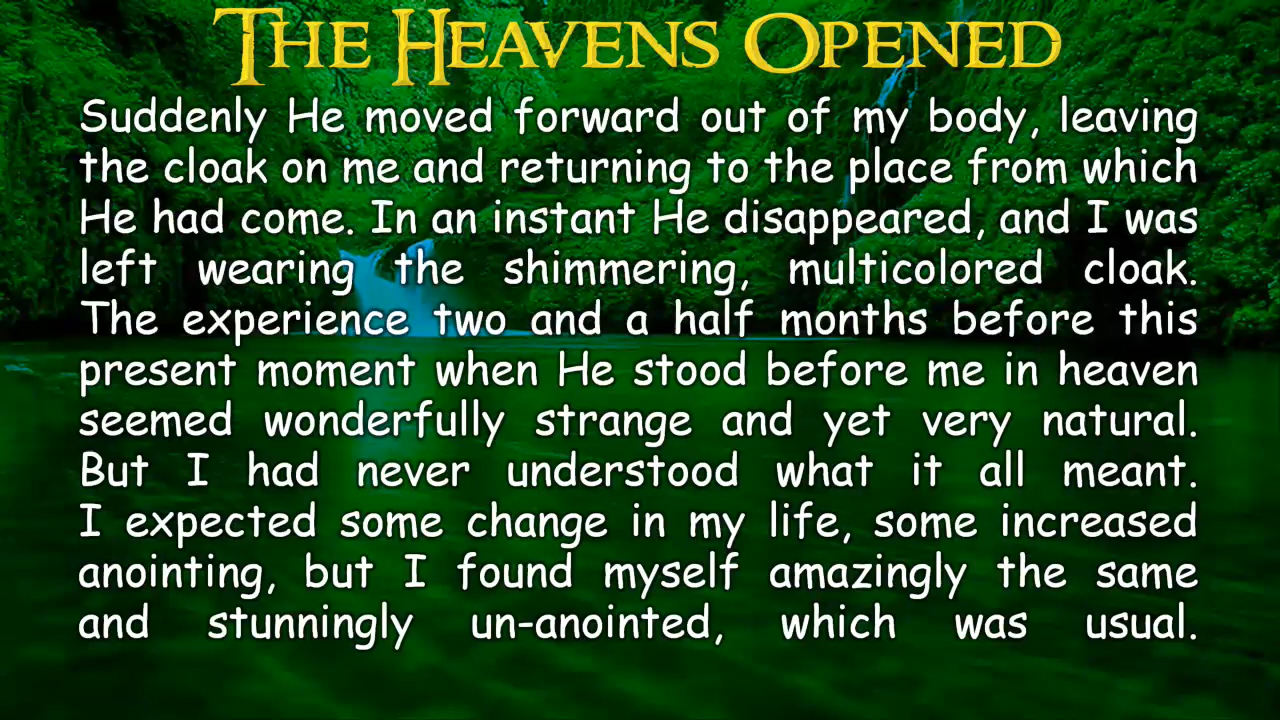 THE HEAVENS OPENED
Suddenly He moved forward out of my body, leaving
the cloak on me and returning to the place from which
He had come. In an instant He disappeared, and I was
left wearing the shimmering, multicolored cloak.
The experience two and a half months before this
present moment when He stood before me in heaven
seemed wonderfully strange and yet very natural.
But I had never understood what it all meant.
I expected some change in my life, some increased
anointing, but I found myself amazingly the same
and stunningly un-anointed, which was usual.